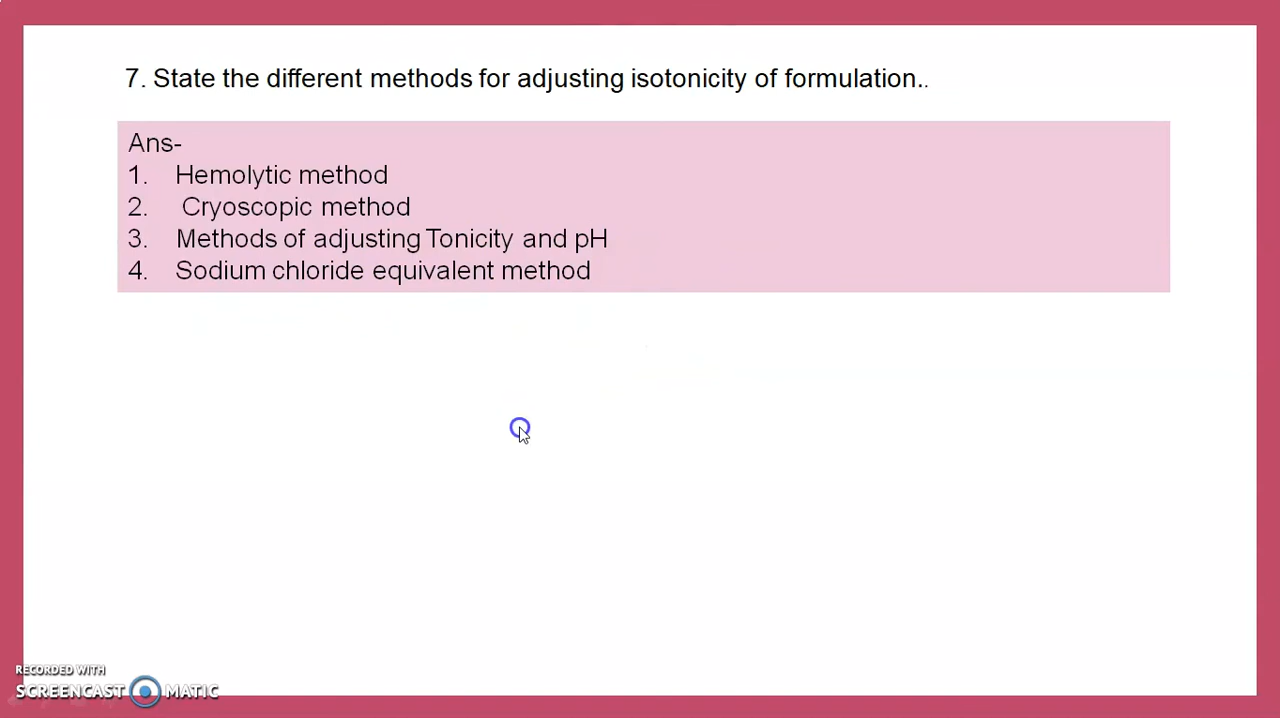 7. State the different methods for adjusting isotonicity of formulation..
Ans-
1. Hemolytic method
2. Cryoscopic method
3. Methods of adjusting Tonicity and pH
4. Sodium chloride equivalent method
RECORDED WITH
SCREENCAST MATIC